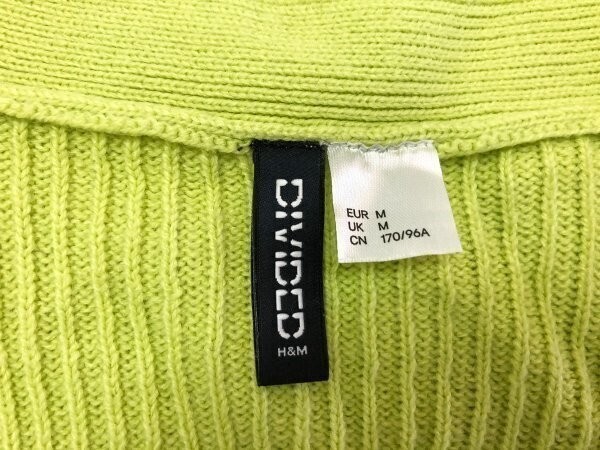 DIVIDED
H&M
EUR M
UK M
CN 170/96A